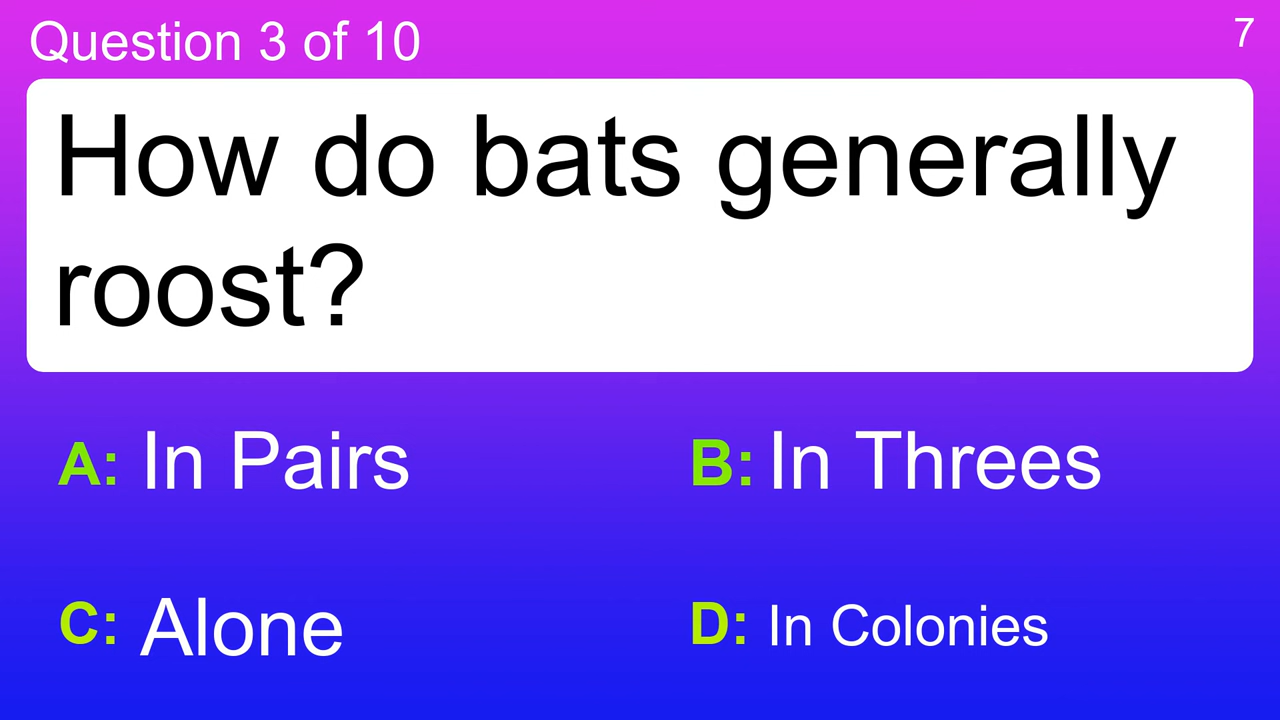 Question 3 of 10
7
How do bats generally
roost?
A: In Pairs
B: In Threes
C: Alone
D: In Colonies